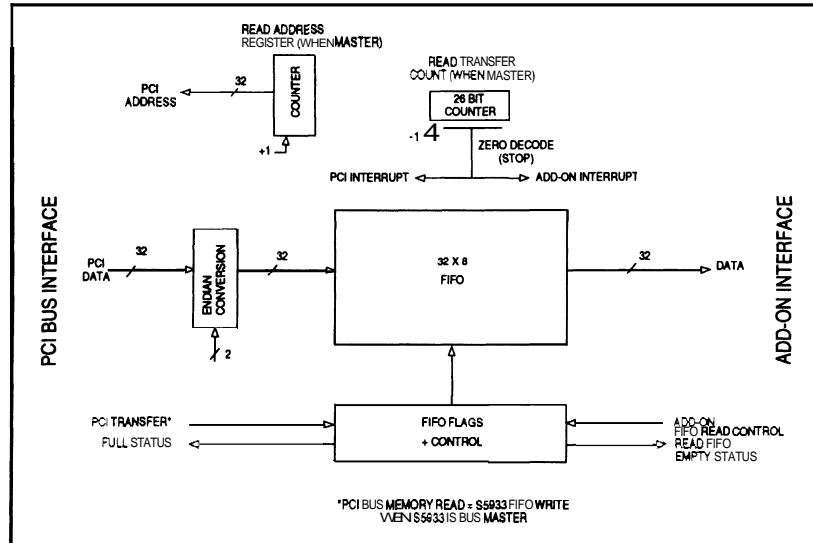 READ ADDRESS
REGISTER (WHEN MASTER)
32
PCI
ADDRESS
COUNTER
+1
READ TRANSFER
COUNT (WHEN MASTER)
26 BIT
COUNTER
-1 4
ZERO DECODE
(STOP)
PCI INTERRUPT
ADD-ON INTERRUPT
PCI BUS INTERFACE
PCI
DATA
32
ENDIAN
CONVERSION
2
32
32 X 8
FIFO
32
DATA
ADD-ON INTERFACE
PCI TRANSFER*
FULL STATUS
FIFO FLAGS
+ CONTROL
ADD-ON
FIFO READ CONTROL
READ FIFO
EMPTY STATUS
*PCI BUS MEMORY READ = S5933 FIFO WRITE
WEN S5933 IS BUS MASTER